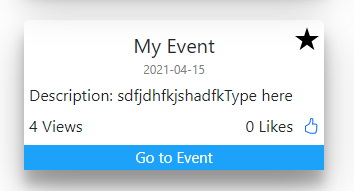 My Event
2021-04-15
Description: sdfjdhfkjshadfkType here
4 Views 0 Likes
Go to Event